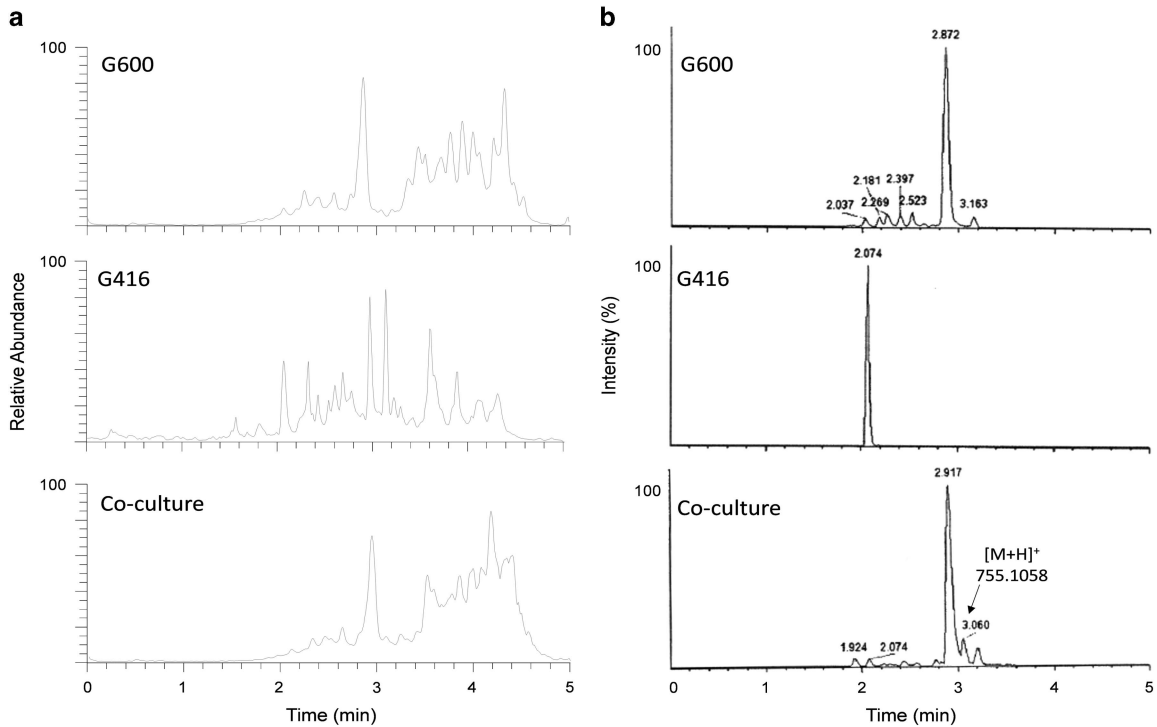 a
100
G600
100
G416
100
Co-culture
Relative Abundance
0 1 2 3 4 5
Time (min)
b
100
G600
2.872
2.181 2.397
2.037 2.269 2.523
3.163
100
G416
2.074
100
Co-culture
2.917
[M+H]+
755.1058
3.060
1.924 2.074
Intensity (%)
0 1 2 3 4 5
Time (min)